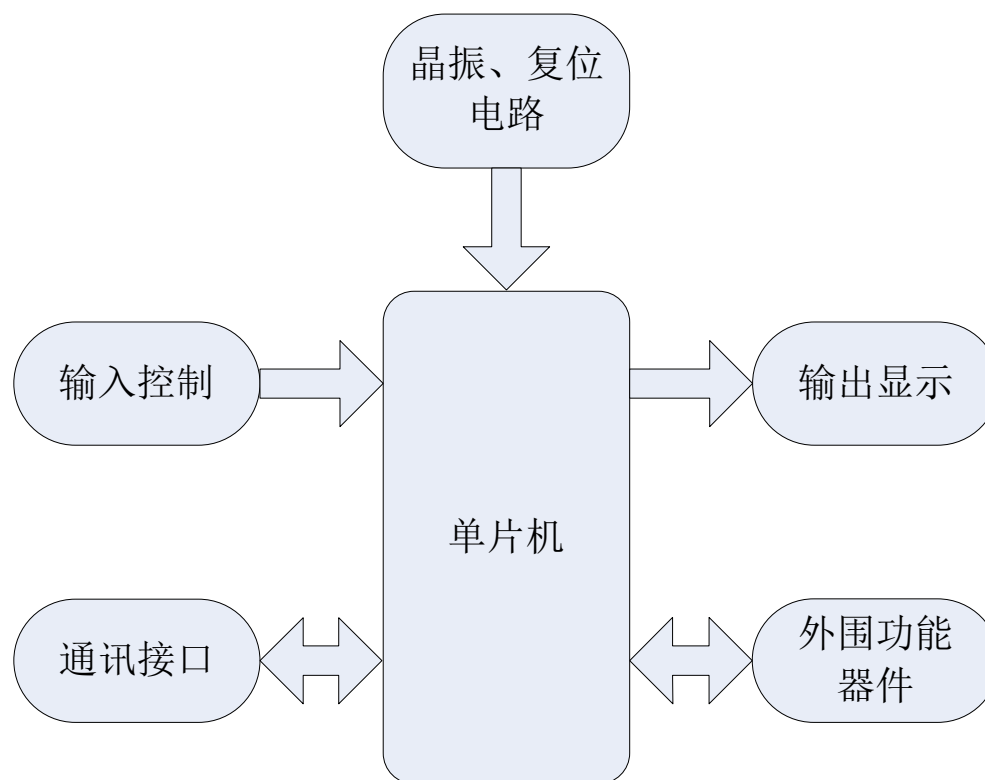 晶振、复位
电路
输入控制
输出显示
单片机
通讯接口
外围功能
器件